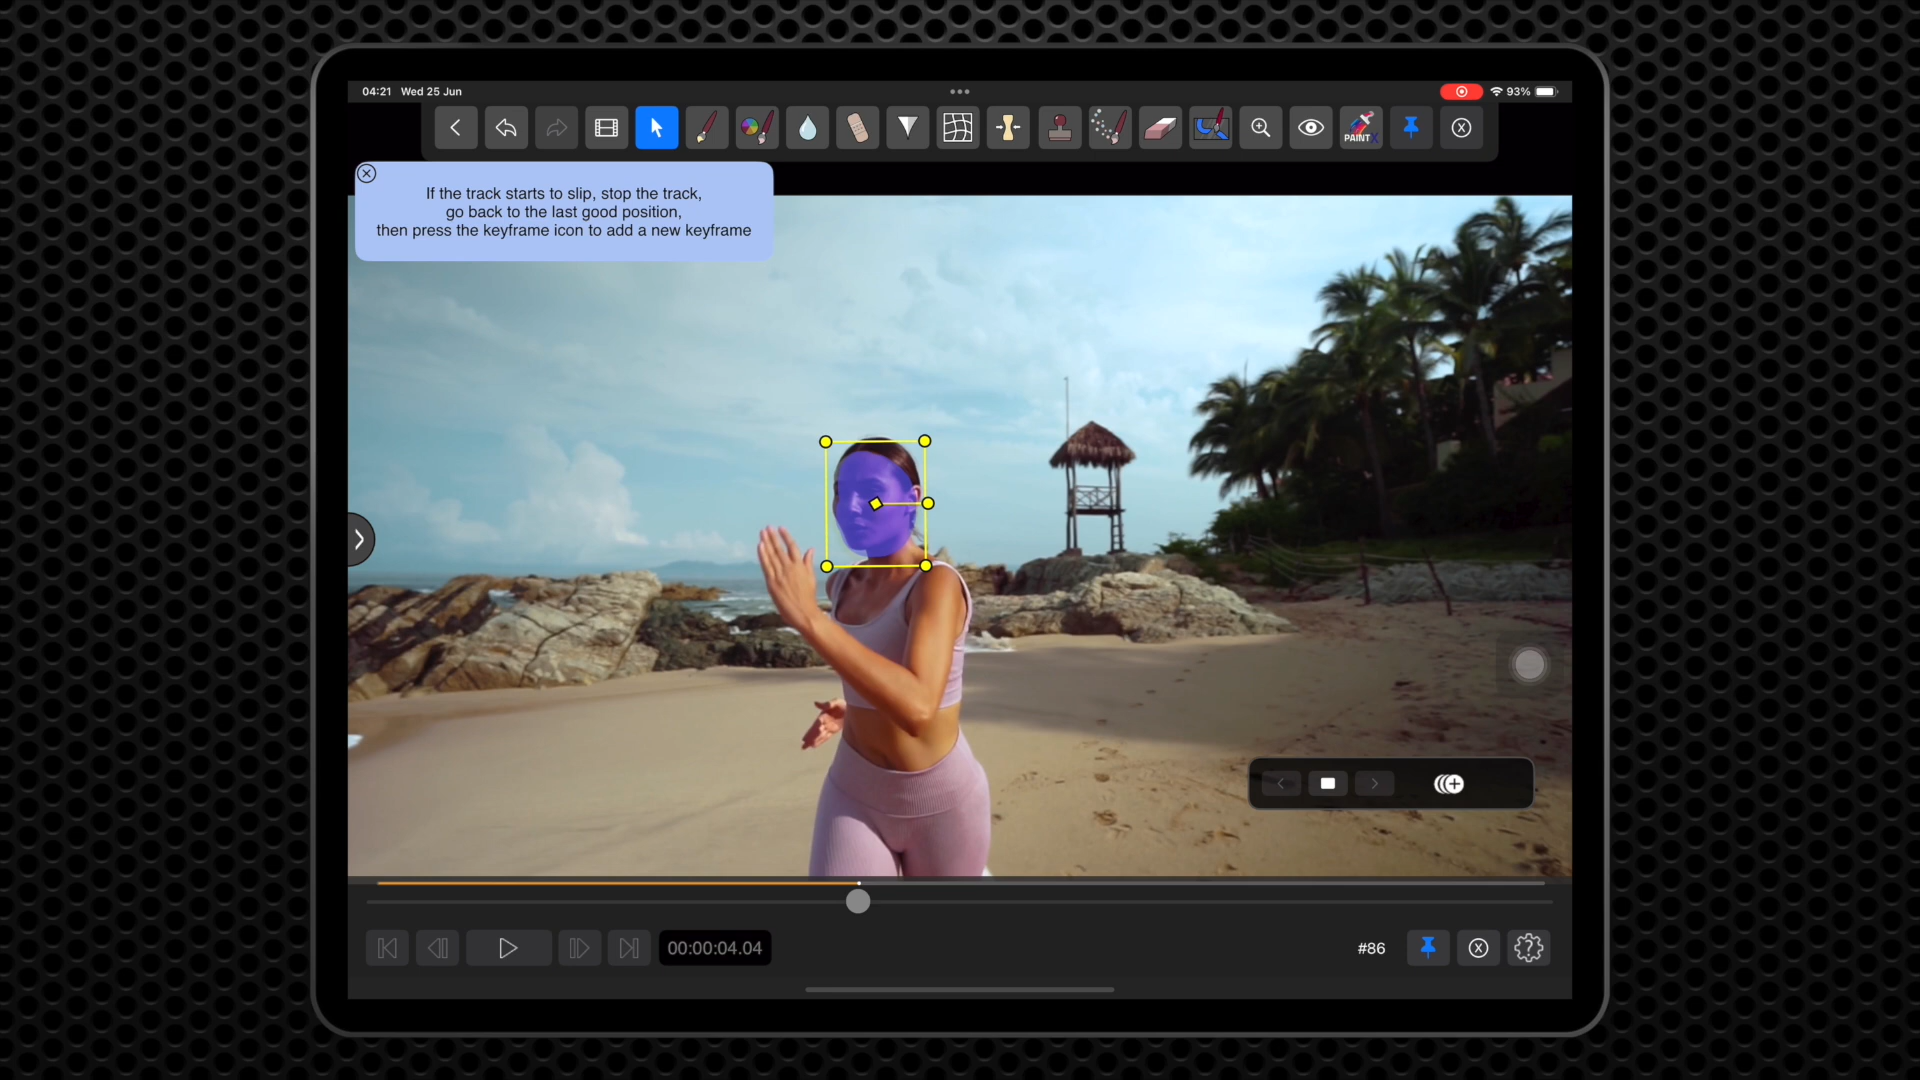 04:21 Wed 25 Jun
93%
PAINTX
If the track starts to slip, stop the track,
go back to the last good position,
then press the keyframe icon to add a new keyframe
00:00:04.04
#86